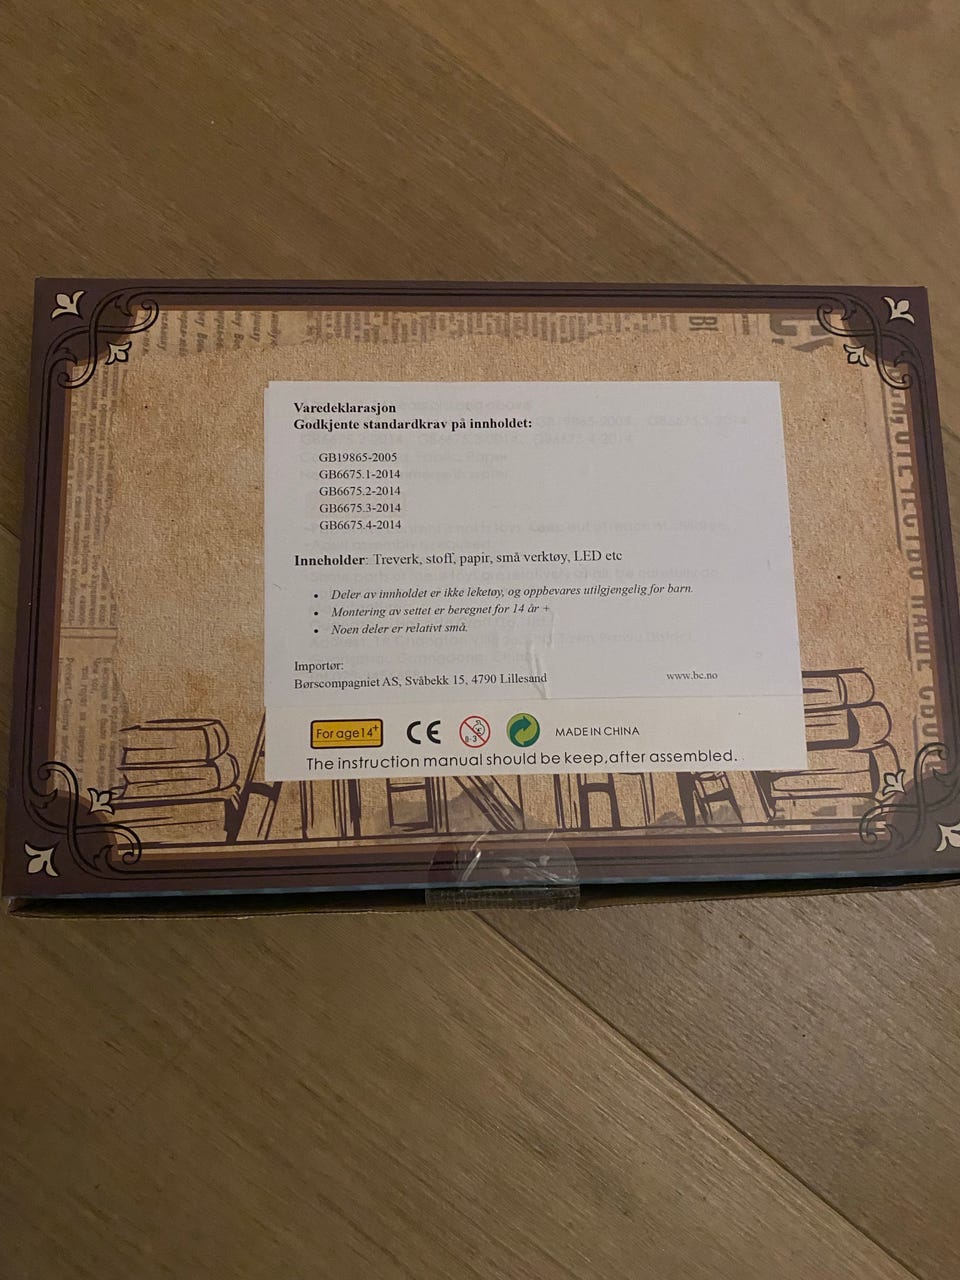 Varedeklarasjon
Godkjente standardkrav på innholdet:
GB19865-2005
GB6675.1-2014
GB6675.2-2014
GB6675.3-2014
GB6675.4-2014
Inneholder: Treverk, stoff, papir, små verktøy, LED etc
• Deler av innholdet er ikke leketøy, og oppbevares utilgjengelig for barn.
• Montering av settet er beregnet for 14 år +
• Noen deler er relativt små.
Importør:
Børscompagniet AS, Svåbekk 15, 4790 Lillesand www.bc.no
For age14+ CE 0-3 MADE IN CHINA
The instruction manual should be keep,after assembled.